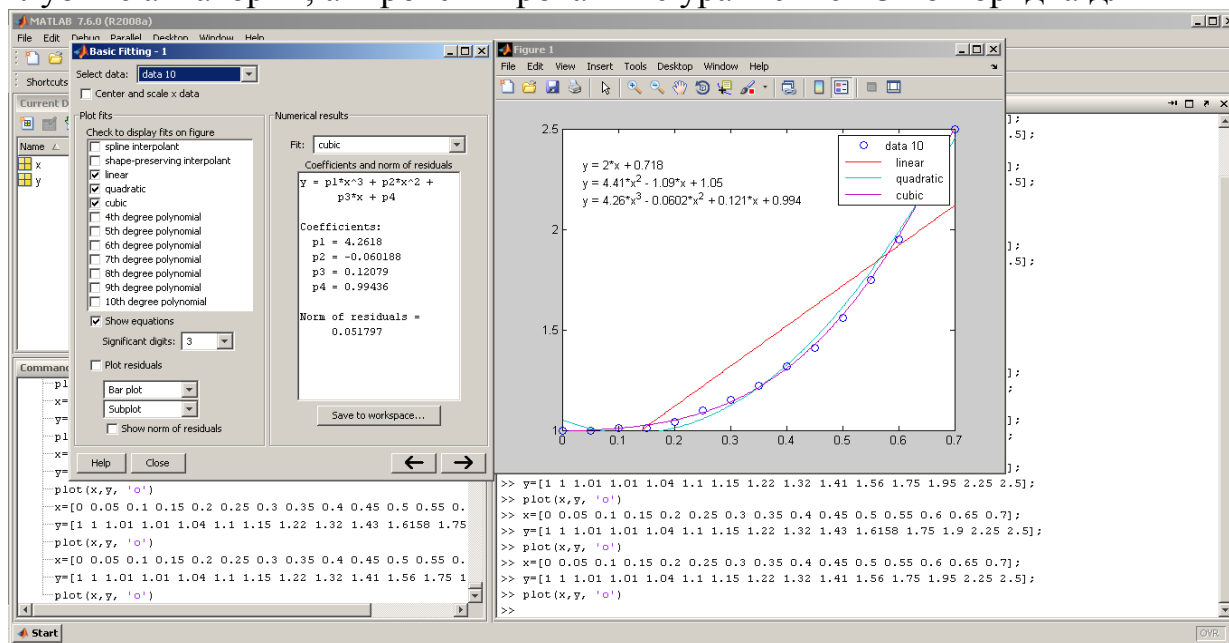 MATLAB 7.6.0 (R2008a)
File Edit Debug Parallel Desktop Window Help
Shortcuts
Current D
Name
x
y
Basic Fitting - 1
Select data: data 10
Center and scale x data
Plot fits
Check to display fits on figure
spline interpolant
shape-preserving interpolant
linear
quadratic
cubic
4th degree polynomial
5th degree polynomial
6th degree polynomial
7th degree polynomial
8th degree polynomial
9th degree polynomial
10th degree polynomial
Show equations
Significant digits: 3
Plot residuals
Bar plot
Subplot
Show norm of residuals
Numerical results
Fit: cubic
Coefficients and norm of residuals
y = p1*x^3 + p2*x^2 +
p3*x + p4
Coefficients:
p1 = 4.2618
p2 = -0.060188
p3 = 0.12079
p4 = 0.99436
Norm of residuals =
0.051797
Save to workspace...
Help Close
Figure 1
File Edit View Insert Tools Desktop Window Help
y = 2*x + 0.718
y = 4.41*x2 - 1.09*x + 1.05
y = 4.26*x3 - 0.0602*x2 + 0.121*x + 0.994
data 10
linear
quadratic
cubic
2.5
2
1.5
1
0 0.1 0.2 0.3 0.4 0.5 0.6 0.7
];
.5];
];
.5];
];
.5];
];
;
];
;
];
Command
pl
x=
y=
pl
x=
y=
plot(x,y, 'o')
x=[0 0.05 0.1 0.15 0.2 0.25 0.3 0.35 0.4 0.45 0.5 0.55 0.
y=[1 1 1.01 1.01 1.04 1.1 1.15 1.22 1.32 1.43 1.6158 1.75
plot(x,y, 'o')
x=[0 0.05 0.1 0.15 0.2 0.25 0.3 0.35 0.4 0.45 0.5 0.55 0.
y=[1 1 1.01 1.01 1.04 1.1 1.15 1.22 1.32 1.41 1.56 1.75 1
plot(x,y, 'o')
>> y=[1 1 1.01 1.01 1.04 1.1 1.15 1.22 1.32 1.41 1.56 1.75 1.95 2.25 2.5];
>> plot(x,y, 'o')
>> x=[0 0.05 0.1 0.15 0.2 0.25 0.3 0.35 0.4 0.45 0.5 0.55 0.6 0.65 0.7];
>> y=[1 1 1.01 1.01 1.04 1.1 1.15 1.22 1.32 1.43 1.6158 1.75 1.9 2.25 2.5];
>> plot(x,y, 'o')
>> x=[0 0.05 0.1 0.15 0.2 0.25 0.3 0.35 0.4 0.45 0.5 0.55 0.6 0.65 0.7];
>> y=[1 1 1.01 1.01 1.04 1.1 1.15 1.22 1.32 1.41 1.56 1.75 1.95 2.25 2.5];
>> plot(x,y, 'o')
>>
Start
OVR